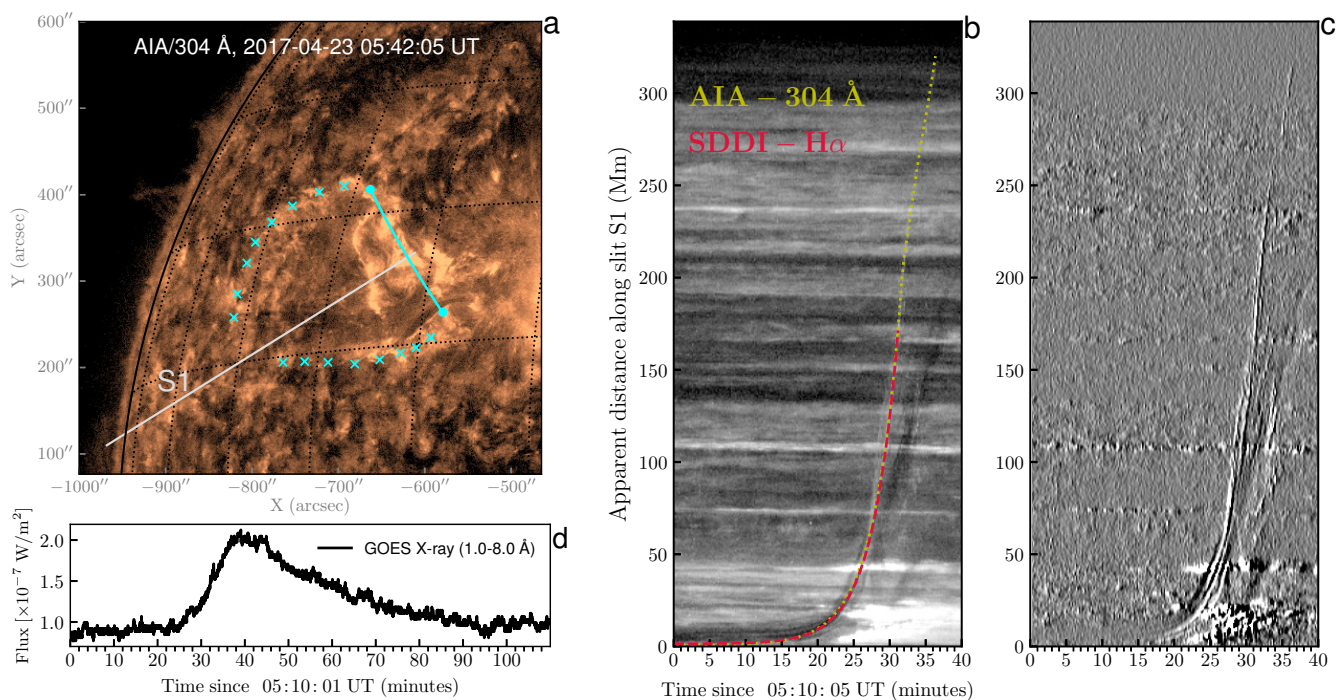 a
AIA/304 Å, 2017-04-23 05:42:05 UT
600′′
500′′
400′′
300′′
200′′
100′′
Y (arcsec)
S1
−1000′′ −900′′ −800′′ −700′′ −600′′ −500′′
X (arcsec)
b
AIA − 304 Å
SDDI − Hα
300
250
200
150
100
50
0
Apparent distance along slit S1 (Mm)
0 5 10 15 20 25 30 35 40
Time since 05:10:05 UT (minutes)
c
300
250
200
150
100
50
0
0 5 10 15 20 25 30 35 40
d
GOES X-ray (1.0-8.0 Å)
2.0
1.5
1.0
Flux [×10⁻⁷ W/m²]
0 10 20 30 40 50 60 70 80 90 100
Time since 05:10:01 UT (minutes)